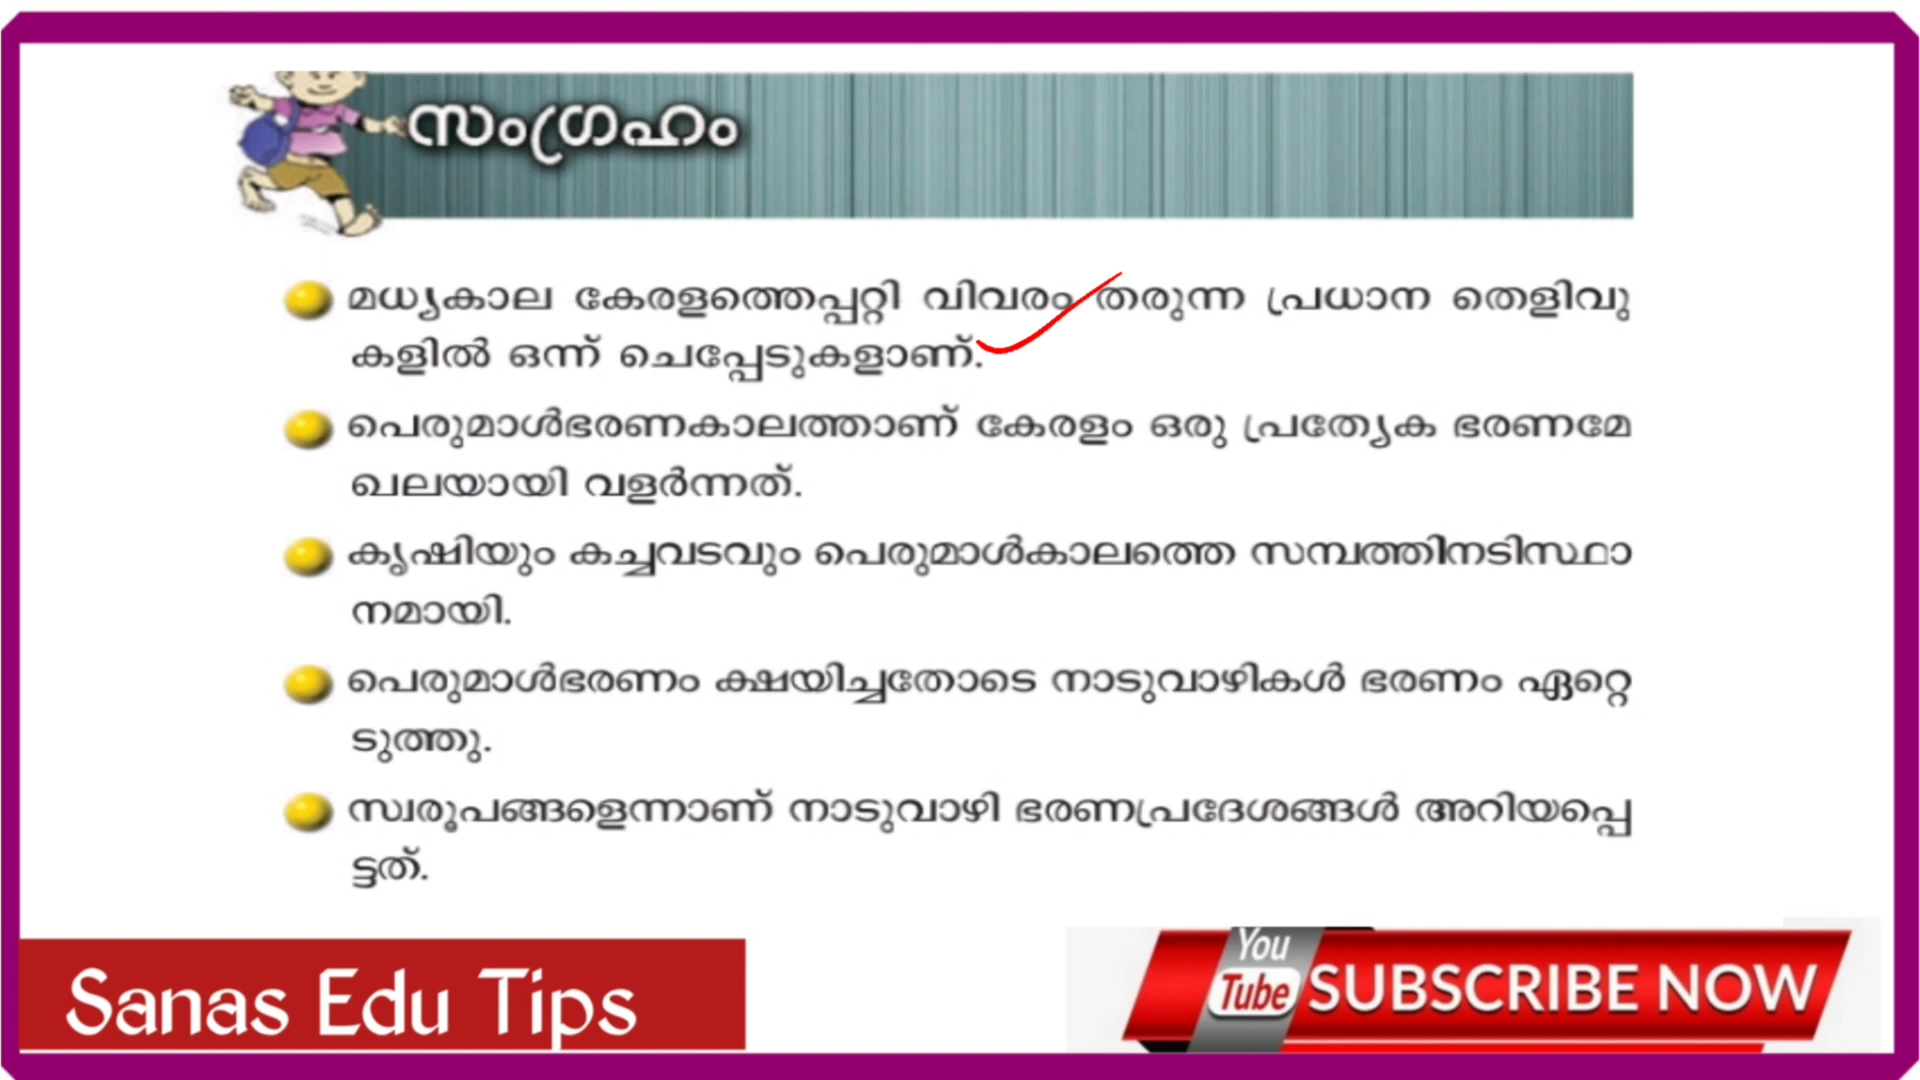 സംഗ്രഹം
മധ്യകാല കേരളത്തെപ്പറ്റി വിവരം തരുന്ന പ്രധാന തെളിവു
കളിൽ ഒന്ന് ചെപ്പേടുകളാണ്.
പെരുമാൾഭരണകാലത്താണ് കേരളം ഒരു പ്രത്യേക ഭരണമേ
ഖലയായി വളർന്നത്.
കൃഷിയും കച്ചവടവും പെരുമാൾകാലത്തെ സമ്പത്തിനടിസ്ഥാ
നമായി.
പെരുമാൾഭരണം ക്ഷയിച്ചതോടെ നാടുവാഴികൾ ഭരണം ഏറ്റെ
ടുത്തു.
സ്വരൂപങ്ങളെന്നാണ് നാടുവാഴി ഭരണപ്രദേശങ്ങൾ അറിയപ്പെ
ട്ടത്.
Sanas Edu Tips
You
Tube SUBSCRIBE NOW